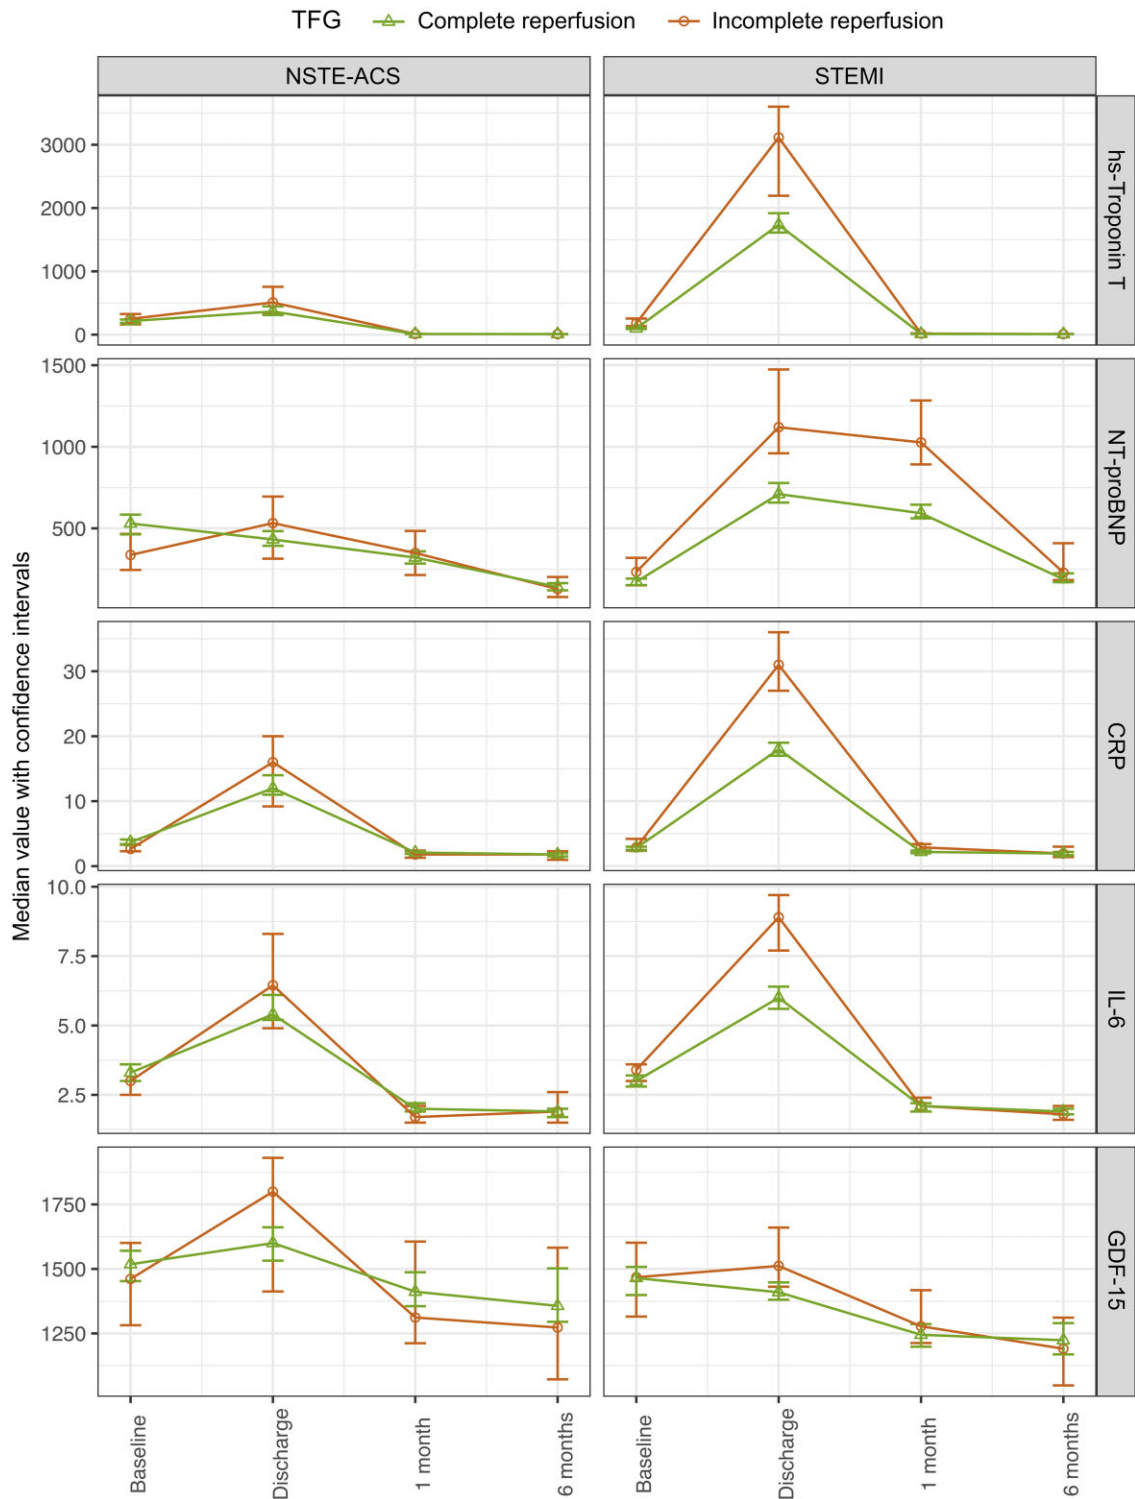 TFG Complete reperfusion Incomplete reperfusion
NSTE-ACS STEMI
Median value with confidence intervals
3000
2000
1000
0
hs-Troponin T
1500
1000
500
NT-proBNP
30
20
10
0
CRP
10.0
7.5
5.0
2.5
IL-6
1750
1500
1250
GDF-15
Baseline Discharge 1 month 6 months Baseline Discharge 1 month 6 months